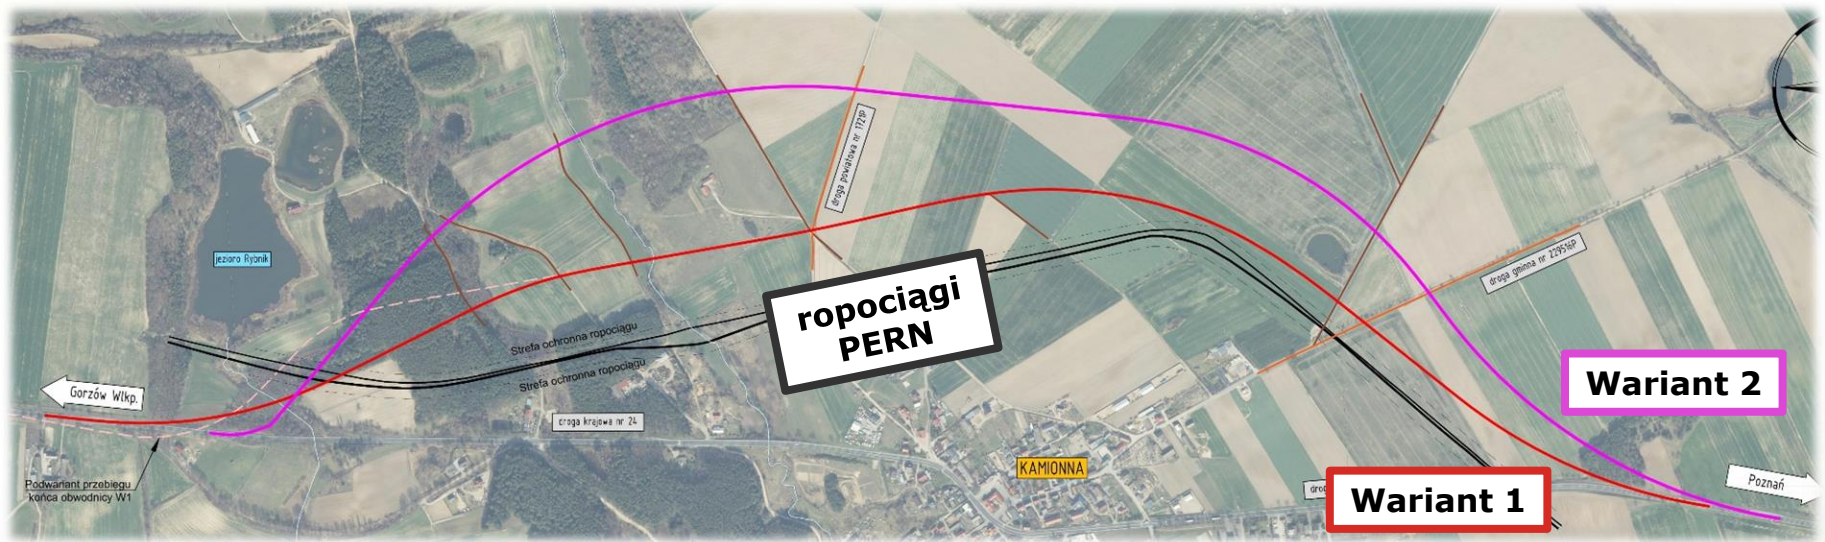 droga powiatowa nr 1721P
jezioro Rybnik
droga gminna nr 229516P
ropociągi
PERN
Strefa ochronna ropociągu
Strefa ochronna ropociągu
Gorzów Wlkp.
droga krajowa nr 24
Wariant 2
KAMIONNA
Podwariant przebiegu
końca obwodnicy W1
Wariant 1
Poznań